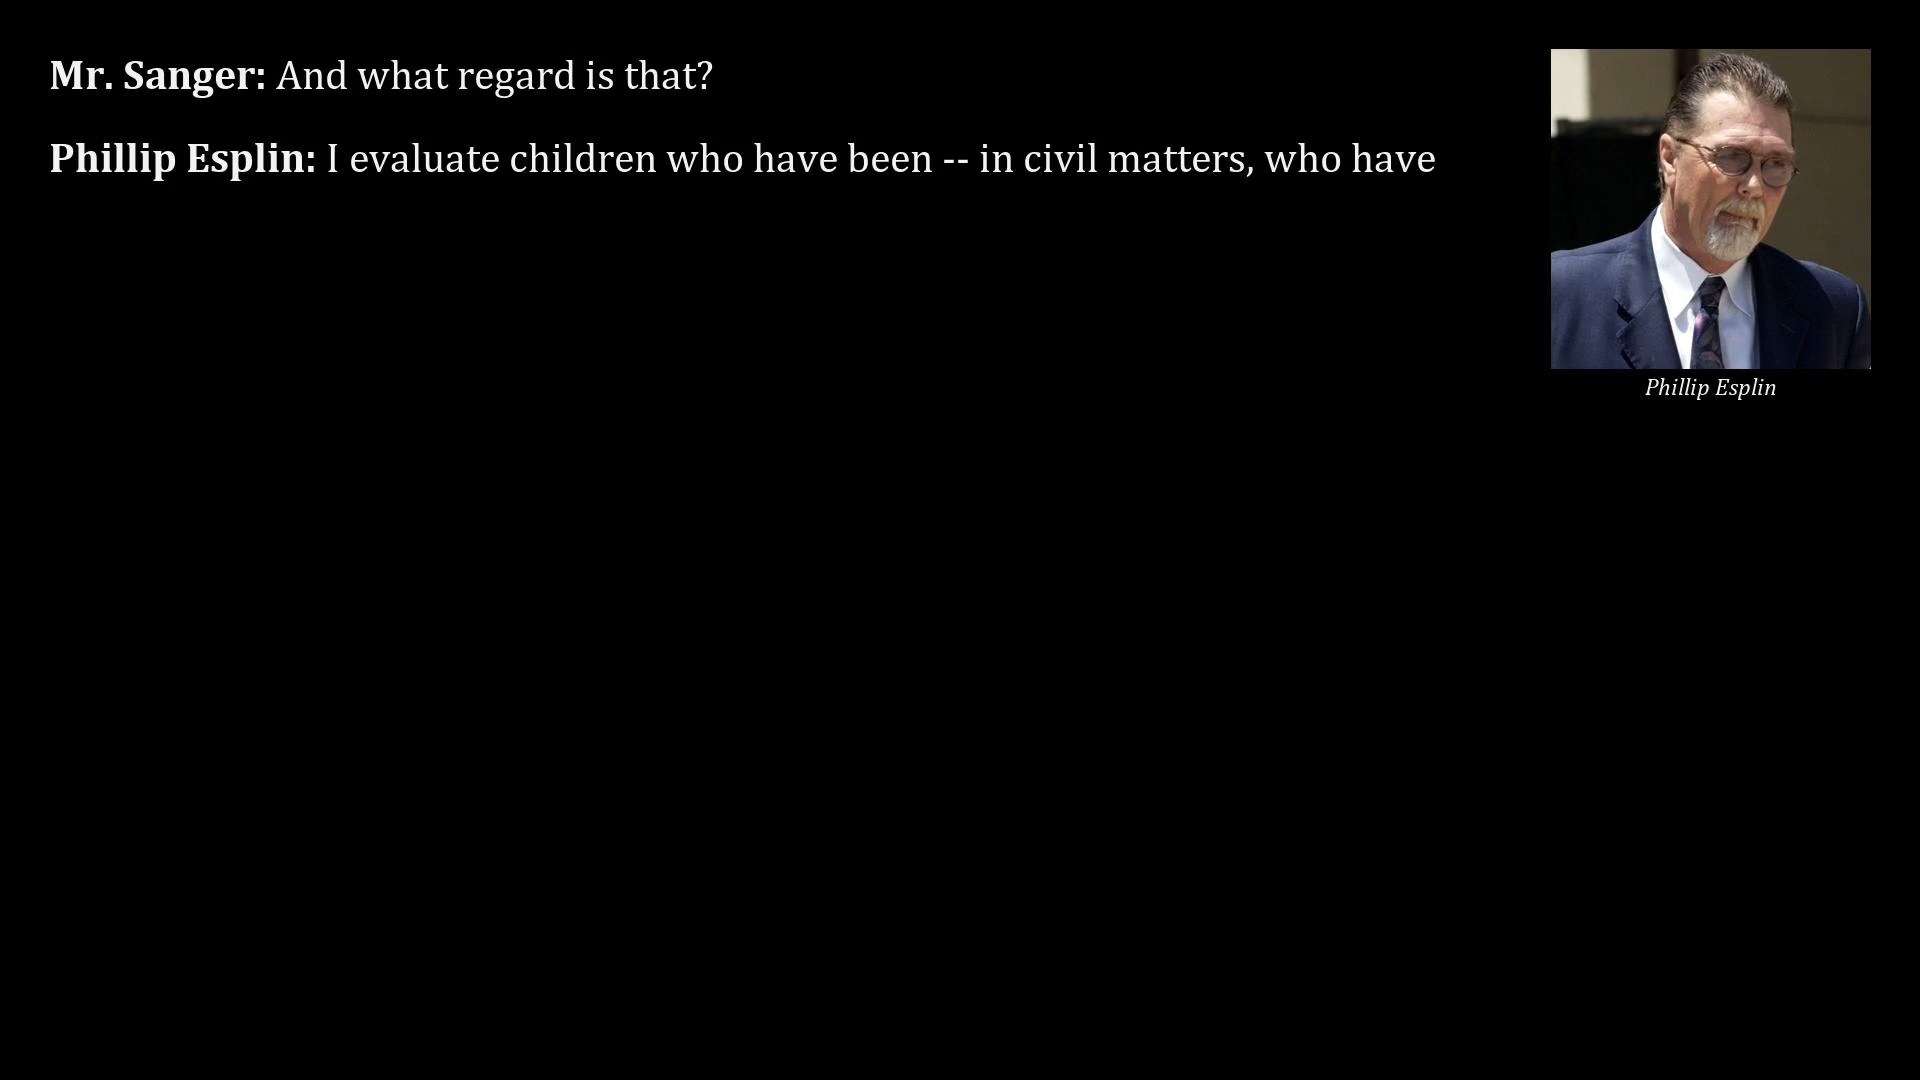 Mr. Sanger: And what regard is that?
Phillip Esplin: I evaluate children who have been -- in civil matters, who have
Phillip Esplin